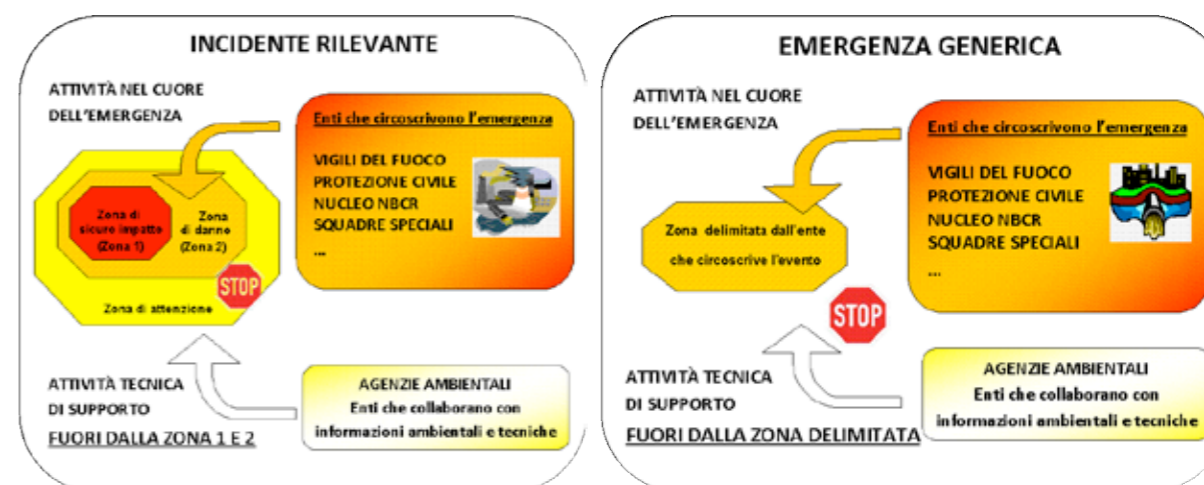 INCIDENTE RILEVANTE
ATTIVITÀ NEL CUORE
DELL'EMERGENZA
Enti che circoscrivono l'emergenza
VIGILI DEL FUOCO
PROTEZIONE CIVILE
NUCLEO NBCR
SQUADRE SPECIALI
...
Zona di
sicuro impatto
(Zona 1)
Zona
di danno
(Zona 2)
STOP
Zona di attenzione
ATTIVITÀ TECNICA
DI SUPPORTO
FUORI DALLA ZONA 1 E 2
AGENZIE AMBIENTALI
Enti che collaborano con
informazioni ambientali e tecniche
EMERGENZA GENERICA
ATTIVITÀ NEL CUORE
DELL'EMERGENZA
Enti che circoscrivono l'emergenza
VIGILI DEL FUOCO
PROTEZIONE CIVILE
NUCLEO NBCR
SQUADRE SPECIALI
...
Zona delimitata dall'ente
che circoscrive l'evento
STOP
ATTIVITÀ TECNICA
DI SUPPORTO
FUORI DALLA ZONA DELIMITATA
AGENZIE AMBIENTALI
Enti che collaborano con
informazioni ambientali e tecniche